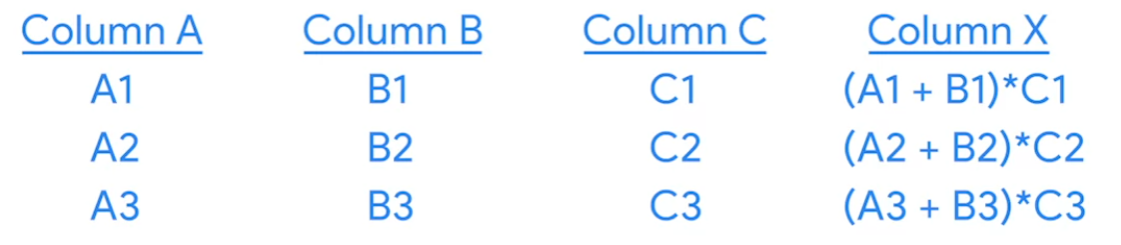 Column A Column B Column C Column X
A1 B1 C1 (A1 + B1)*C1
A2 B2 C2 (A2 + B2)*C2
A3 B3 C3 (A3 + B3)*C3